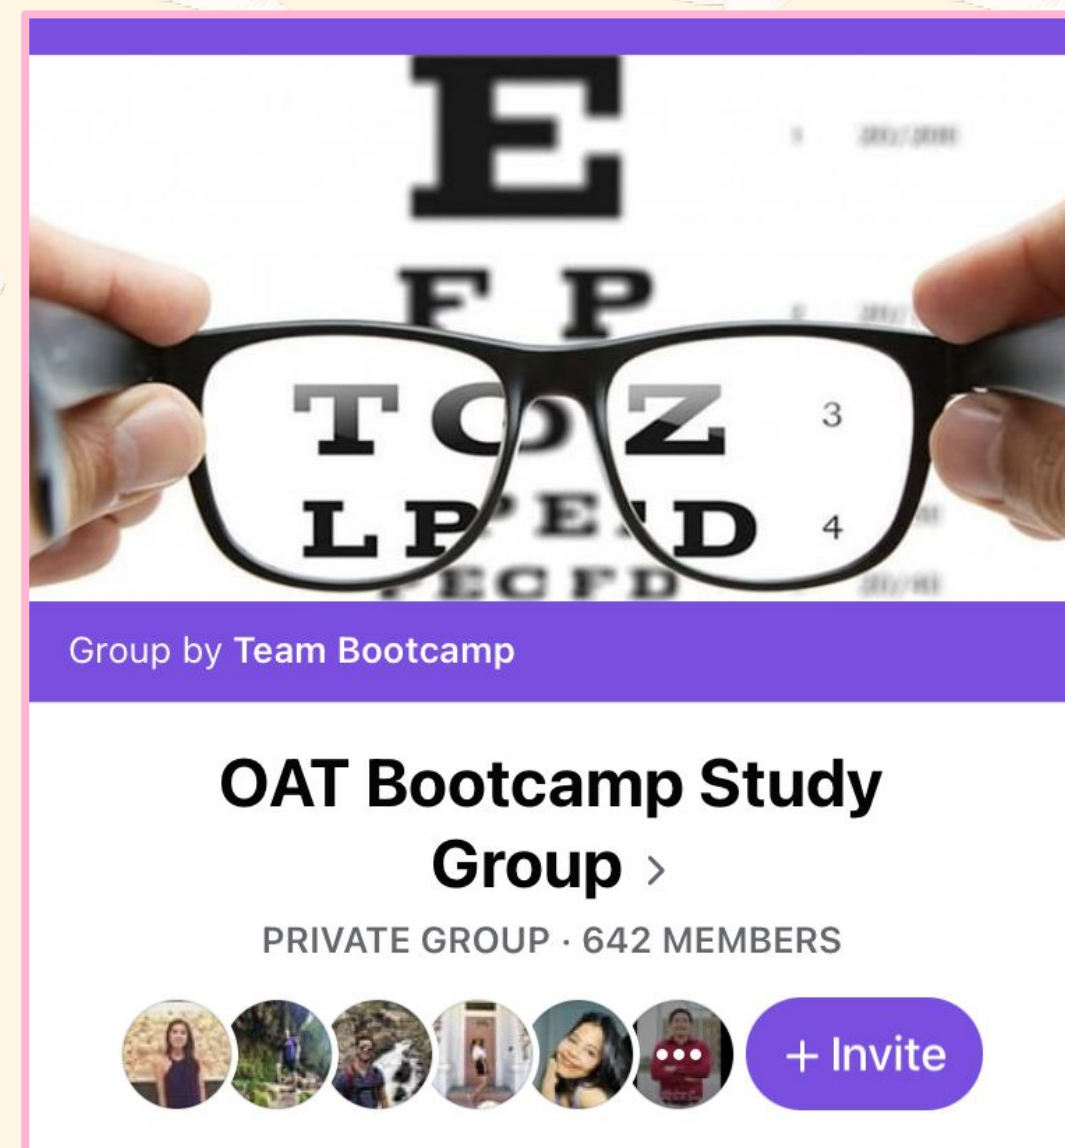 E
F P
T O Z 3
L P E D 4
E C F D
Group by Team Bootcamp
OAT Bootcamp Study
Group >
PRIVATE GROUP · 642 MEMBERS
+ Invite